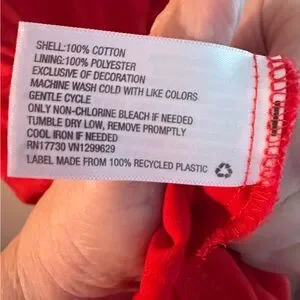 SHELL:100% COTTON
LINING:100% POLYESTER
EXCLUSIVE OF DECORATION
MACHINE WASH COLD WITH LIKE COLORS
GENTLE CYCLE
ONLY NON-CHLORINE BLEACH IF NEEDED
TUMBLE DRY LOW, REMOVE PROMPTLY
COOL IRON IF NEEDED
RN17730 VN1299629
LABEL MADE FROM 100% RECYCLED PLASTIC